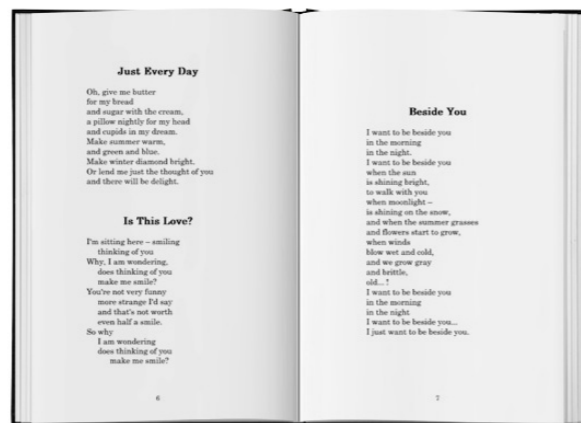 Just Every Day
Oh, give me butter
for my bread
and sugar with the cream,
a pillow nightly for my head
and cupids in my dream.
Make summer warm,
and green and blue.
Make winter diamond bright.
Or lend me just the thought of you
and there will be delight.
Is This Love?
I'm sitting here – smiling
thinking of you
Why, I am wondering,
does thinking of you
make me smile?
You're not very funny
more strange I'd say
and that's not worth
even half a smile.
So why
I am wondering
does thinking of you
make me smile?
6
Beside You
I want to be beside you
in the morning
in the night.
I want to be beside you
when the sun
is shining bright,
to walk with you
when moonlight –
is shining on the snow,
and when the summer grasses
and flowers start to grow,
when winds
blow wet and cold,
and we grow gray
and brittle,
old... !
I want to be beside you
in the morning
in the night
I want to be beside you...
I just want to be beside you.
7